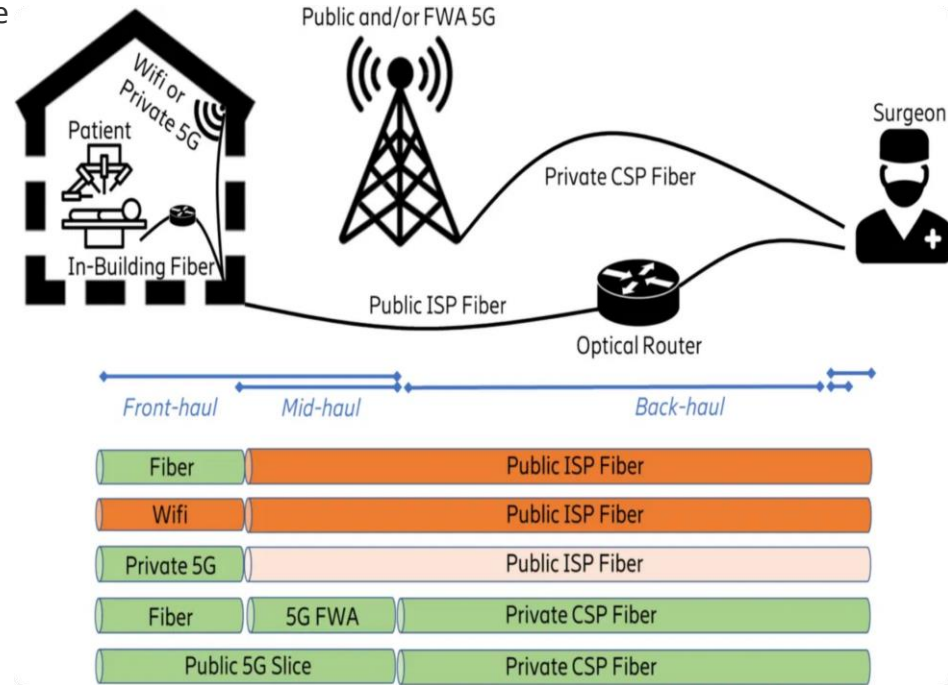 e
Public and/or FWA 5G
Wifi or
Private 5G
Patient
Surgeon
Private CSP Fiber
In-Building Fiber
Public ISP Fiber
Optical Router
Front-haul
Mid-haul
Back-haul
Fiber
Public ISP Fiber
Wifi
Public ISP Fiber
Private 5G
Public ISP Fiber
Fiber
5G FWA
Private CSP Fiber
Public 5G Slice
Private CSP Fiber